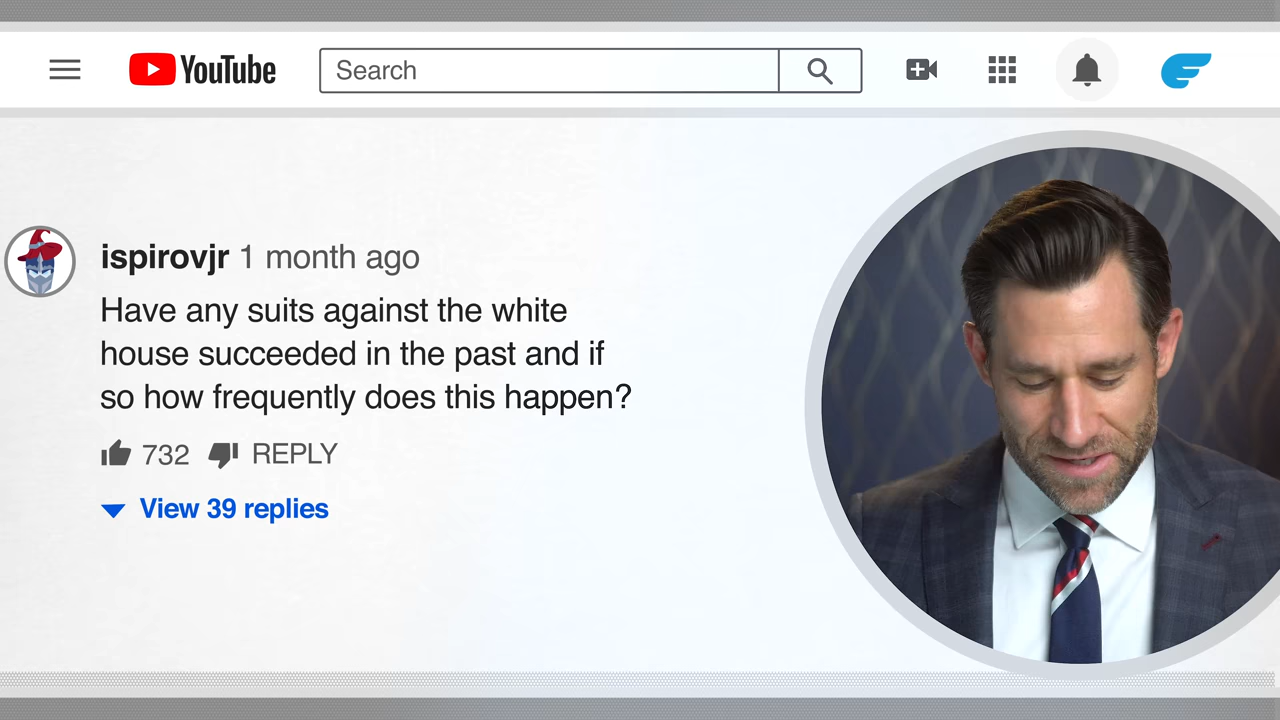 YouTube
Search
ispirovjr 1 month ago
Have any suits against the white
house succeeded in the past and if
so how frequently does this happen?
732 REPLY
View 39 replies